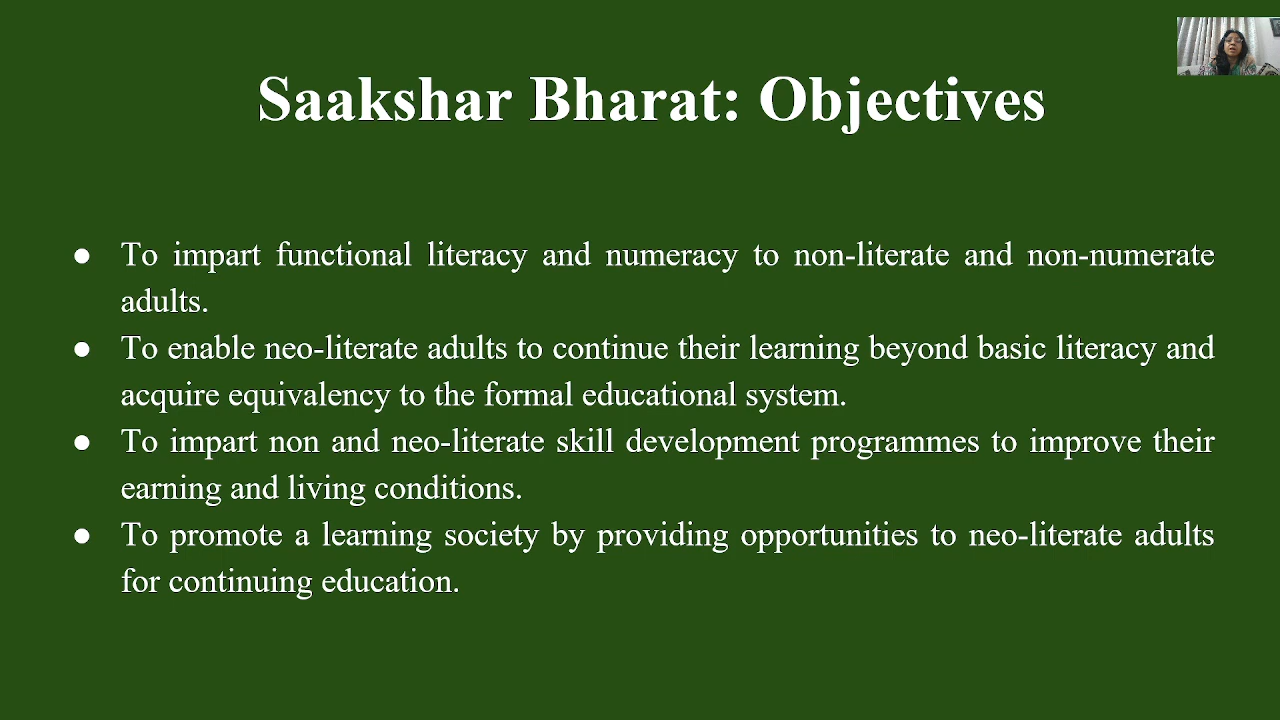 Saakshar Bharat: Objectives
● To impart functional literacy and numeracy to non-literate and non-numerate
adults.
● To enable neo-literate adults to continue their learning beyond basic literacy and
acquire equivalency to the formal educational system.
● To impart non and neo-literate skill development programmes to improve their
earning and living conditions.
● To promote a learning society by providing opportunities to neo-literate adults
for continuing education.